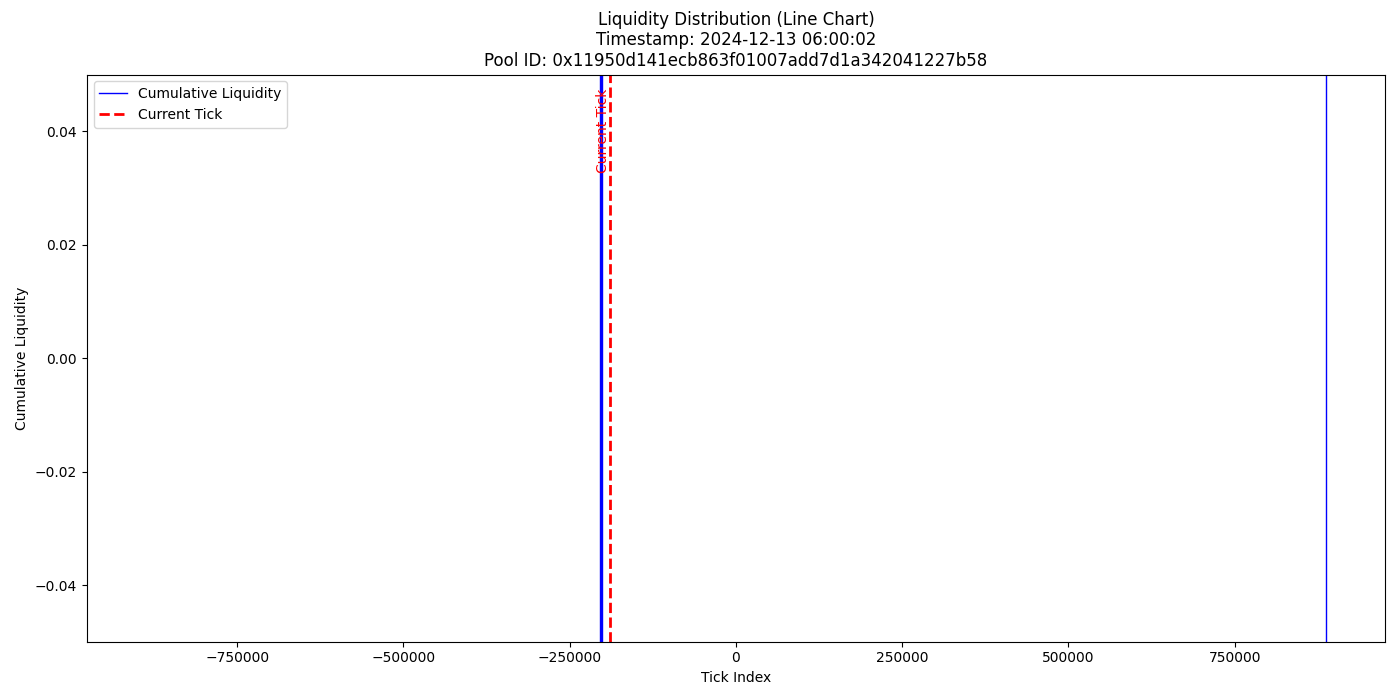 Liquidity Distribution (Line Chart)
Timestamp: 2024-12-13 06:00:02
Pool ID: 0x11950d141ecb863f01007add7d1a342041227b58
Cumulative Liquidity
Current Tick
Current Tick
0.04
0.02
0.00
−0.02
−0.04
Cumulative Liquidity
−750000
−500000
−250000
0
250000
500000
750000
Tick Index